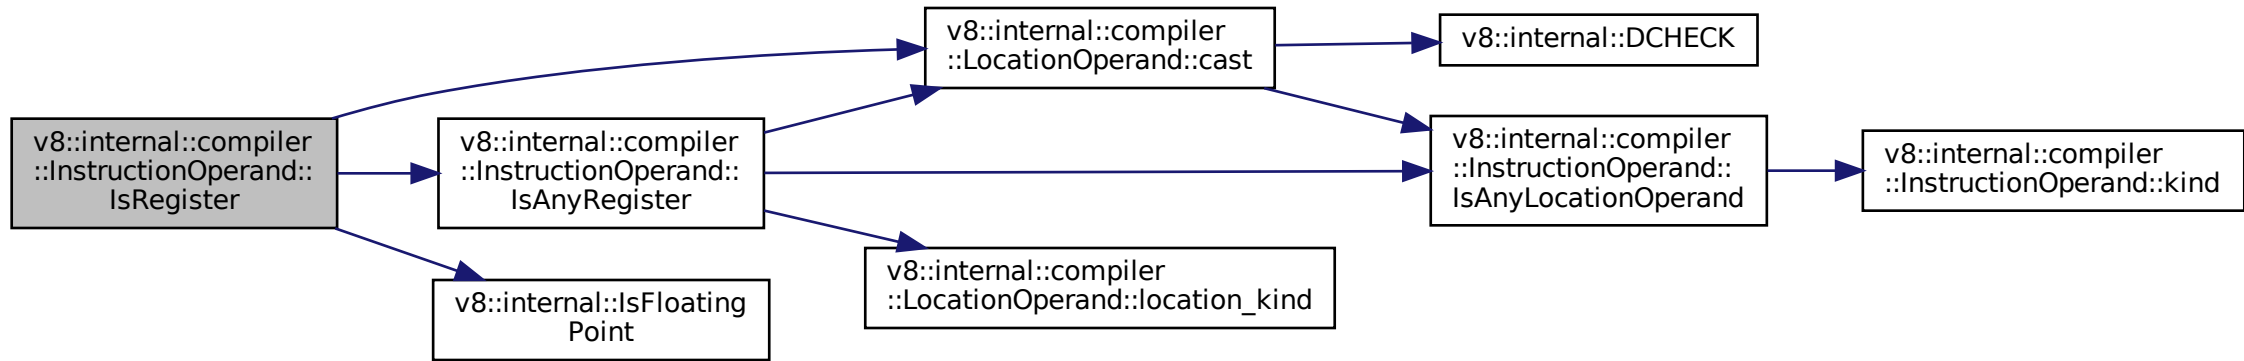 v8::internal::compiler
::InstructionOperand::
IsRegister
v8::internal::compiler
::LocationOperand::cast
v8::internal::DCHECK
v8::internal::compiler
::InstructionOperand::
IsAnyRegister
v8::internal::compiler
::InstructionOperand::
IsAnyLocationOperand
v8::internal::compiler
::InstructionOperand::kind
v8::internal::compiler
::LocationOperand::location_kind
v8::internal::IsFloating
Point